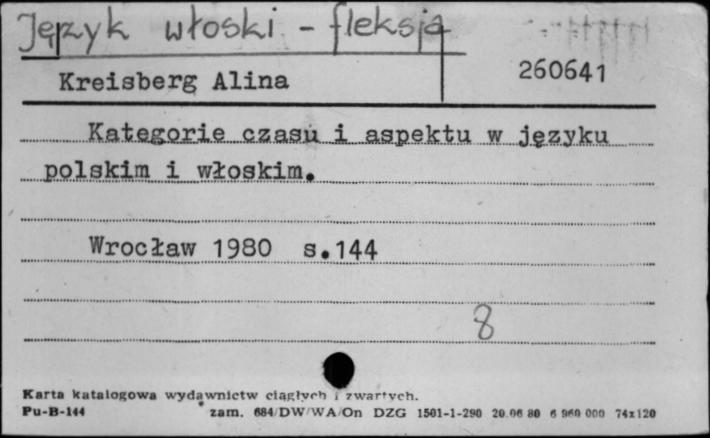 Język włoski - fleksja
Kreisberg Alina 260641
Kategorie czasu i aspektu w języku
polskim i włoskim.
Wrocław 1980 s.144
8
Karta katalogowa wydawnictw ciągłych i zwartych.
Pu-B-144 zam. 684/DW/WA/On DZG 1501-1-290 20.06 80 6 960 000 74x120